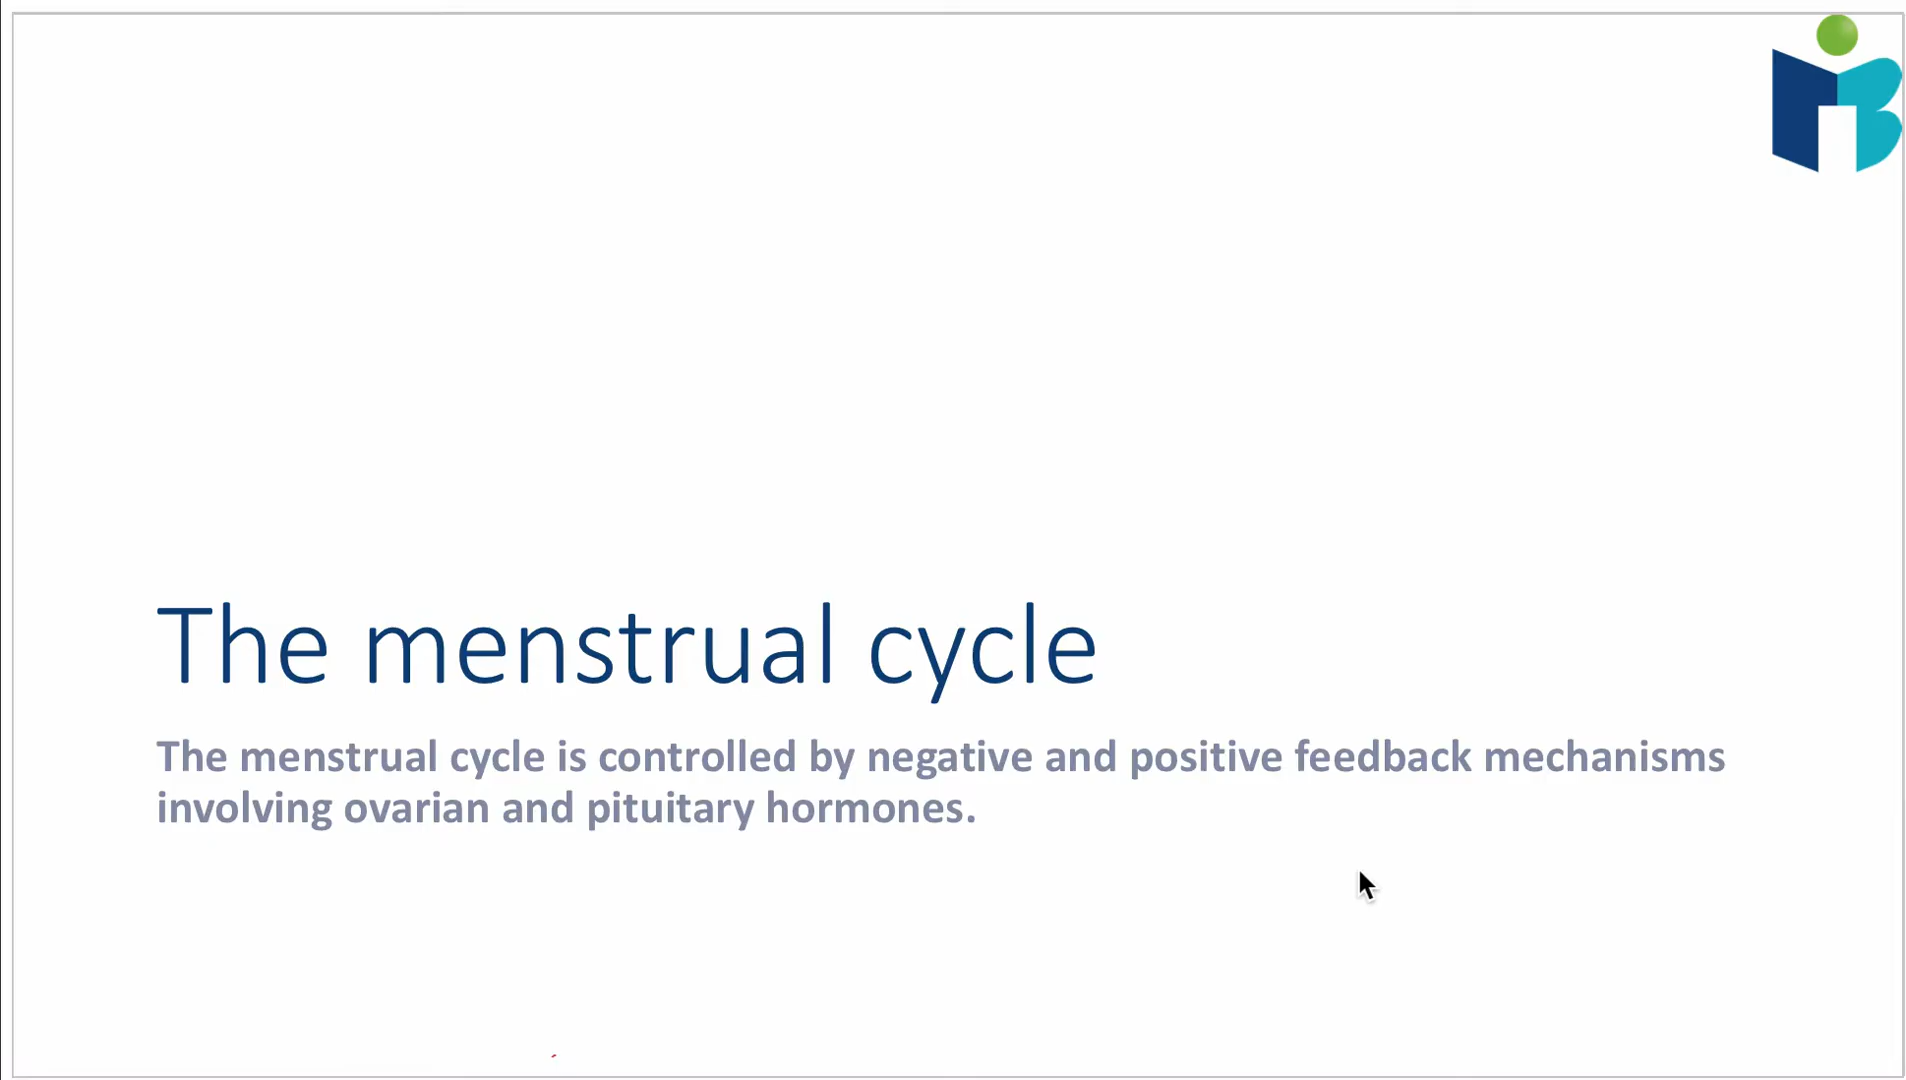 The menstrual cycle
The menstrual cycle is controlled by negative and positive feedback mechanisms
involving ovarian and pituitary hormones.